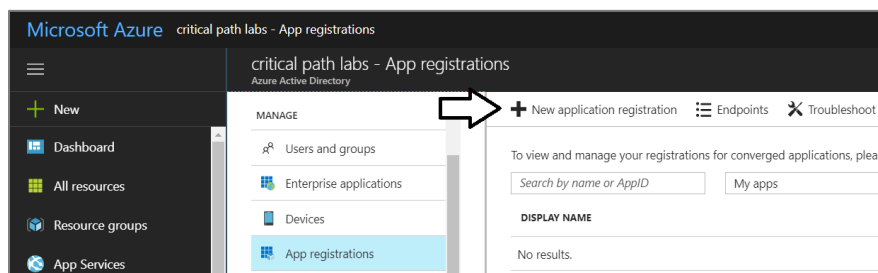 Microsoft Azure critical path labs - App registrations
critical path labs - App registrations
Azure Active Directory
New
Dashboard
All resources
Resource groups
App Services
MANAGE
Users and groups
Enterprise applications
Devices
App registrations
New application registration Endpoints Troubleshoot
To view and manage your registrations for converged applications, plea
Search by name or AppID My apps
DISPLAY NAME
No results.